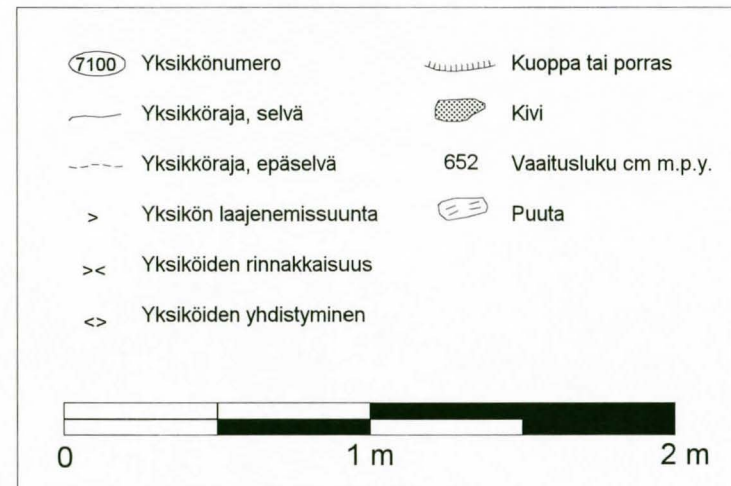 7100 Yksikkönumero
Yksikköraja, selvä
Yksikköraja, epäselvä
> Yksikön laajenemissuunta
>< Yksiköiden rinnakkaisuus
<> Yksiköiden yhdistyminen
Kuoppa tai porras
Kivi
652 Vaaitusluku cm m.p.y.
Puuta
0 1 m 2 m